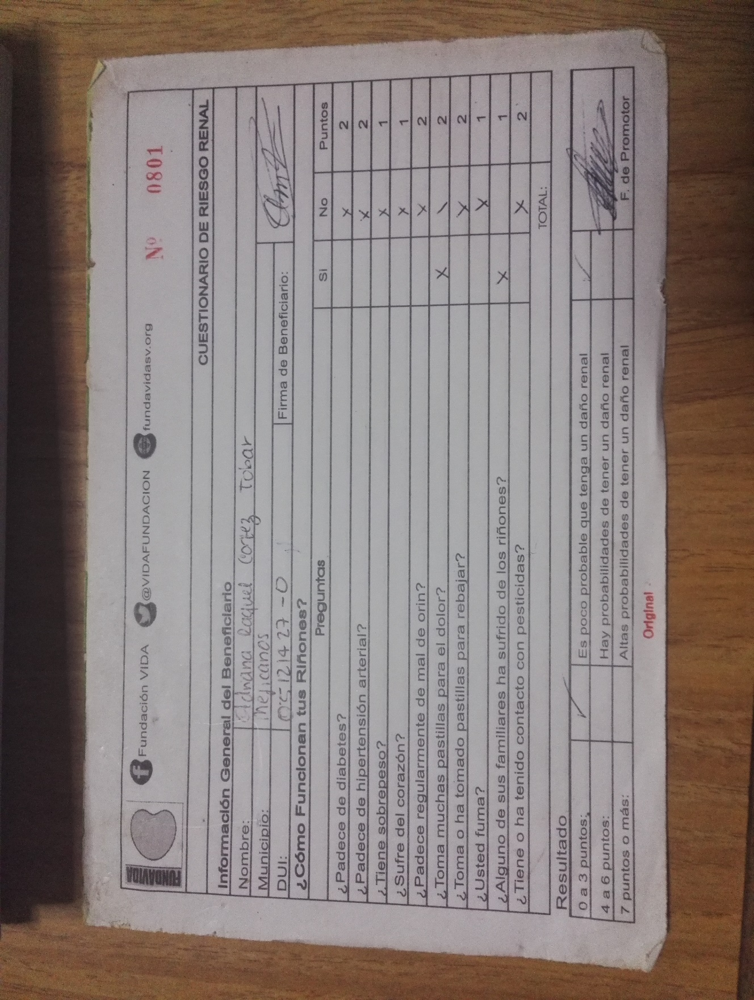 FUNDAVIDA
Fundación VIDA @VIDAFUNDACION fundavidasv.org
Nº 0801
CUESTIONARIO DE RIESGO RENAL
Información General del Beneficiario
Nombre: Adriana Raquel Cortez Tobar
Municipio: Mejicanos
DUI: 05121427-0 Firma de Beneficiario:
¿Cómo Funcionan tus Riñones?
Preguntas Si No Puntos
¿Padece de diabetes? x 2
¿Padece de hipertensión arterial? x 2
¿Tiene sobrepeso? x 1
¿Sufre del corazón? x 1
¿Padece regularmente de mal de orin? x 2
¿Toma muchas pastillas para el dolor? X \ 2
¿Toma o ha tomado pastillas para rebajar? X 2
¿Usted fuma? X 1
¿Alguno de sus familiares ha sufrido de los riñones? X 1
¿Tiene o ha tenido contacto con pesticidas? X 2
TOTAL:
Resultado
0 a 3 puntos: ✓ Es poco probable que tenga un daño renal ✓
4 a 6 puntos: Hay probabilidades de tener un daño renal
7 puntos o más: Altas probabilidades de tener un daño renal
F. de Promotor
Original